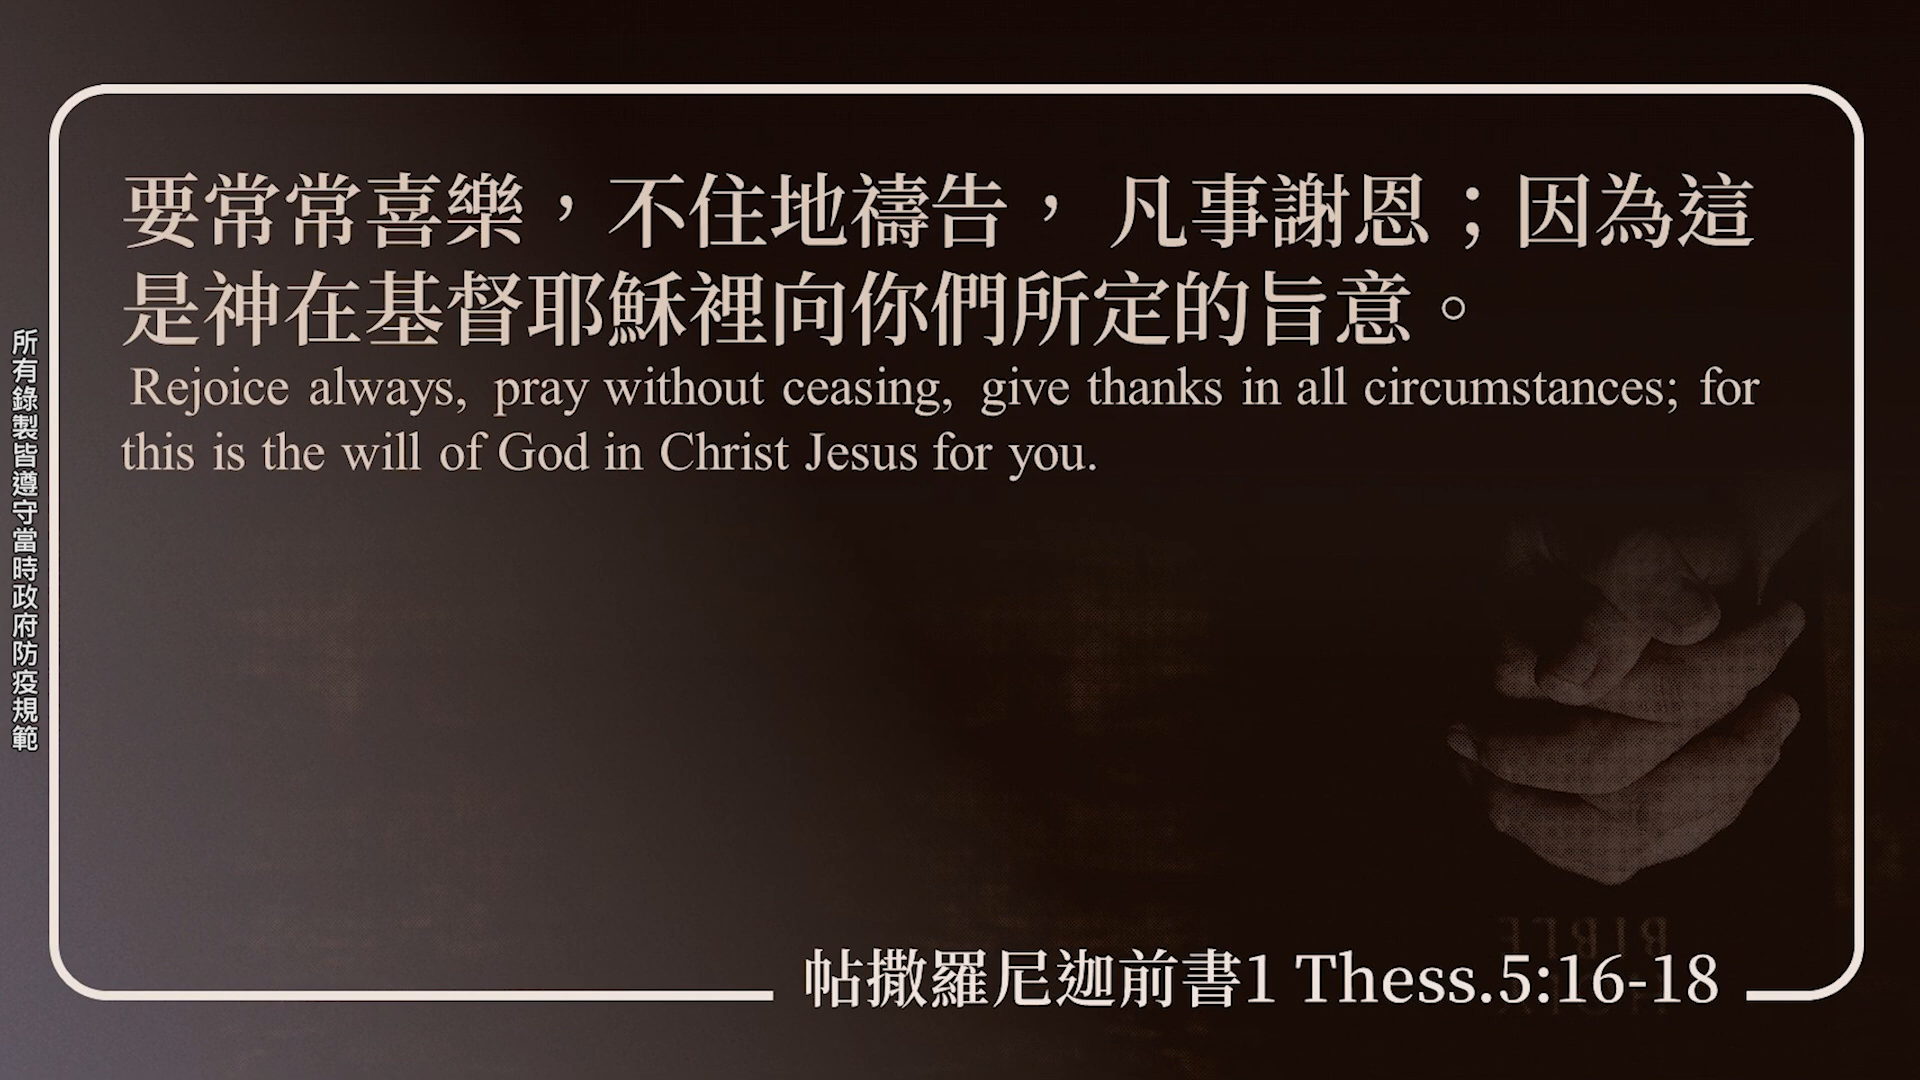 要常常喜樂，不住地禱告， 凡事謝恩；因為這
是神在基督耶穌裡向你們所定的旨意。
Rejoice always, pray without ceasing, give thanks in all circumstances; for
this is the will of God in Christ Jesus for you.
帖撒羅尼迦前書1 Thess.5:16-18
所有錄製皆遵守當時政府防疫規範
BIBLE